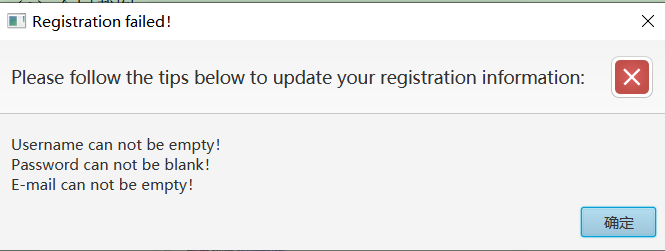 Registration failed!
Please follow the tips below to update your registration information:
Username can not be empty!
Password can not be blank!
E-mail can not be empty!
确定